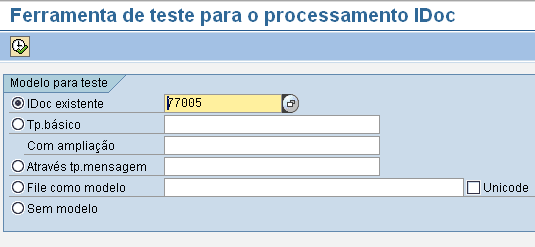 Ferramenta de teste para o processamento IDoc
Modelo para teste
IDoc existente 77005
Tp.básico
Com ampliação
Através tp.mensagem
File como modelo Unicode
Sem modelo